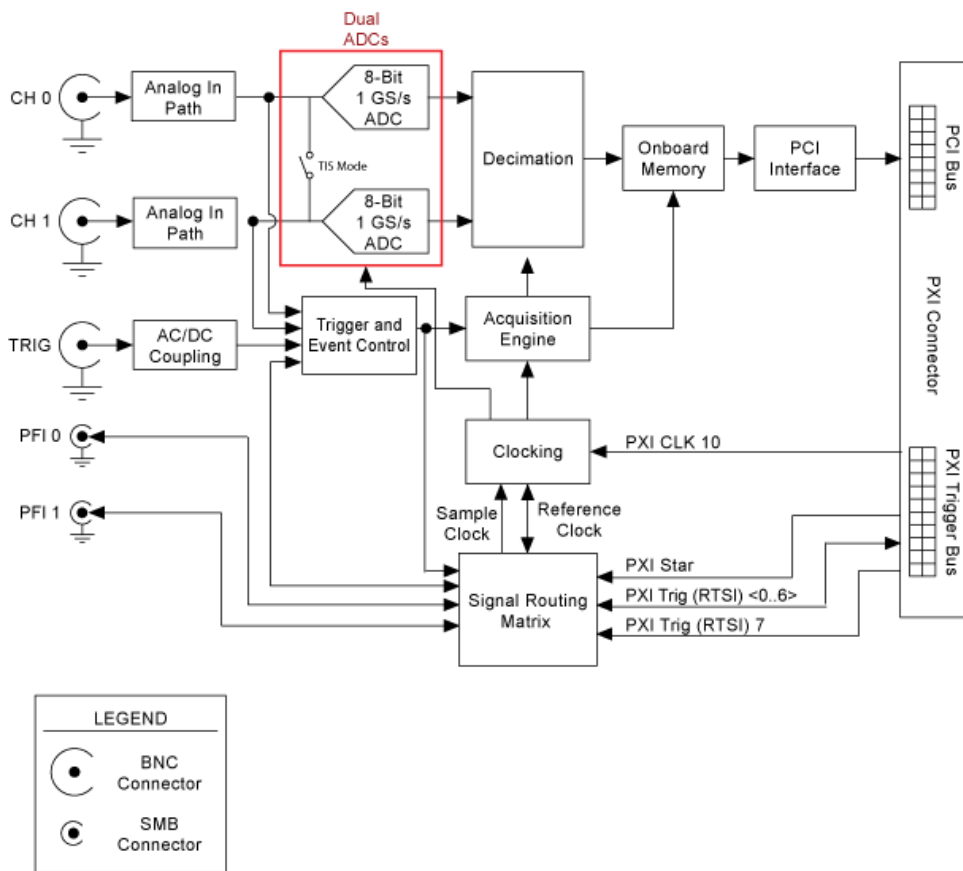 Dual
ADCs
CH 0
Analog In
Path
8-Bit
1 GS/s
ADC
TIS Mode
Decimation
Onboard
Memory
PCI
Interface
PCI Bus
CH 1
Analog In
Path
8-Bit
1 GS/s
ADC
PXI Connector
TRIG
AC/DC
Coupling
Trigger and
Event Control
Acquisition
Engine
PFI 0
Clocking
PXI CLK 10
PFI 1
Sample
Clock
Reference
Clock
PXI Trigger Bus
Signal Routing
Matrix
PXI Star
PXI Trig (RTSI) <0..6>
PXI Trig (RTSI) 7
LEGEND
BNC
Connector
SMB
Connector